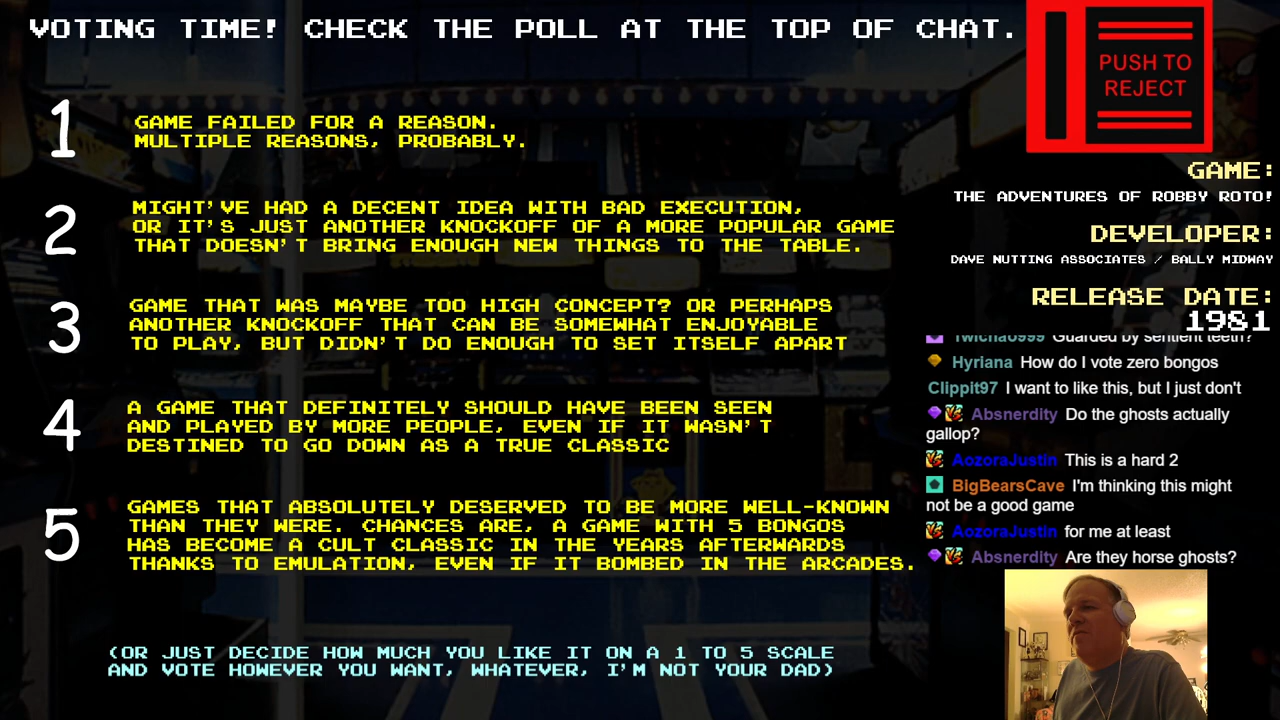 VOTING TIME! CHECK THE POLL AT THE TOP OF CHAT.
PUSH TO
REJECT
1
GAME FAILED FOR A REASON.
MULTIPLE REASONS, PROBABLY.
2
MIGHT'VE HAD A DECENT IDEA WITH BAD EXECUTION,
OR IT'S JUST ANOTHER KNOCKOFF OF A MORE POPULAR GAME
THAT DOESN'T BRING ENOUGH NEW THINGS TO THE TABLE.
3
GAME THAT WAS MAYBE TOO HIGH CONCEPT? OR PERHAPS
ANOTHER KNOCKOFF THAT CAN BE SOMEWHAT ENJOYABLE
TO PLAY, BUT DIDN'T DO ENOUGH TO SET ITSELF APART
4
A GAME THAT DEFINITELY SHOULD HAVE BEEN SEEN
AND PLAYED BY MORE PEOPLE, EVEN IF IT WASN'T
DESTINED TO GO DOWN AS A TRUE CLASSIC
5
GAMES THAT ABSOLUTELY DESERVED TO BE MORE WELL-KNOWN
THAN THEY WERE. CHANCES ARE, A GAME WITH 5 BONGOS
HAS BECOME A CULT CLASSIC IN THE YEARS AFTERWARDS
THANKS TO EMULATION, EVEN IF IT BOMBED IN THE ARCADES.
(OR JUST DECIDE HOW MUCH YOU LIKE IT ON A 1 TO 5 SCALE
AND VOTE HOWEVER YOU WANT, WHATEVER, I'M NOT YOUR DAD)
GAME:
THE ADVENTURES OF ROBBY ROTO!
DEVELOPER:
DAVE NUTTING ASSOCIATES / BALLY MIDWAY
RELEASE DATE:
1981
Guarded by sentient teeth?
Hyriana How do I vote zero bongos
Clippit97 I want to like this, but I just don't
Absnerdity Do the ghosts actually
gallop?
AozoraJustin This is a hard 2
BigBearsCave I'm thinking this might
not be a good game
AozoraJustin for me at least
Absnerdity Are they horse ghosts?